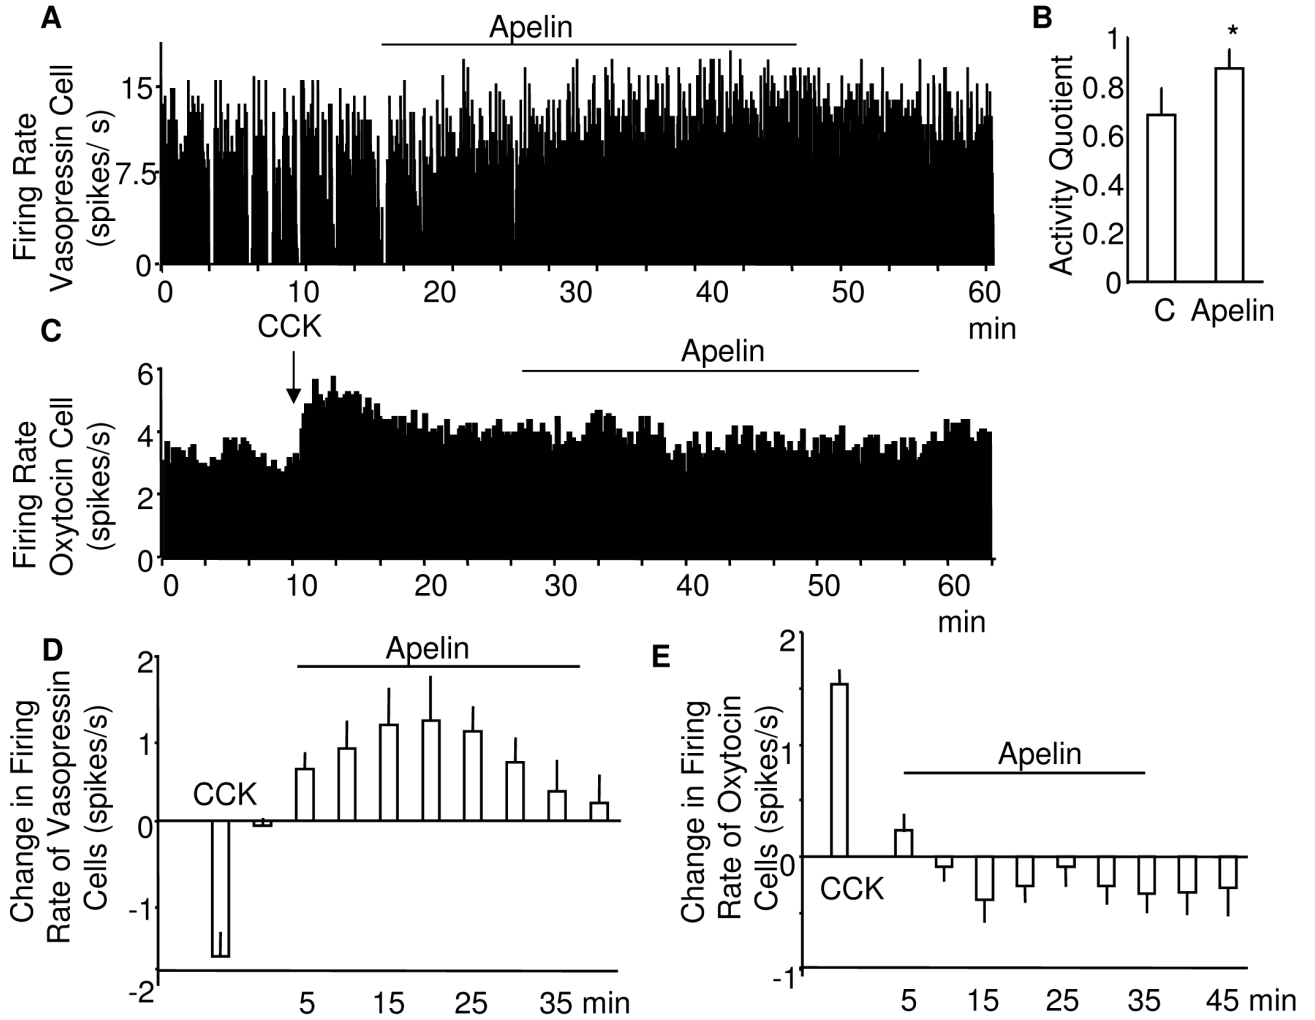 A
Apelin
Firing Rate
Vasopressin Cell
(spikes/ s)
15
7.5
0
0 10 20 30 40 50 60
min
B
Activity Quotient
1
0.8
0.6
0.4
0.2
0
*
C Apelin
C
CCK
Apelin
Firing Rate
Oxytocin Cell
(spikes/s)
6
4
2
0
0 10 20 30 40 50 60
min
D
Apelin
Change in Firing
Rate of Vasopressin
Cells (spikes/s)
2
1
0
-1
-2
CCK
5 15 25 35 min
E
Change in Firing
Rate of Oxytocin
Cells (spikes/s)
2
1
0
-1
Apelin
CCK
5 15 25 35 45 min